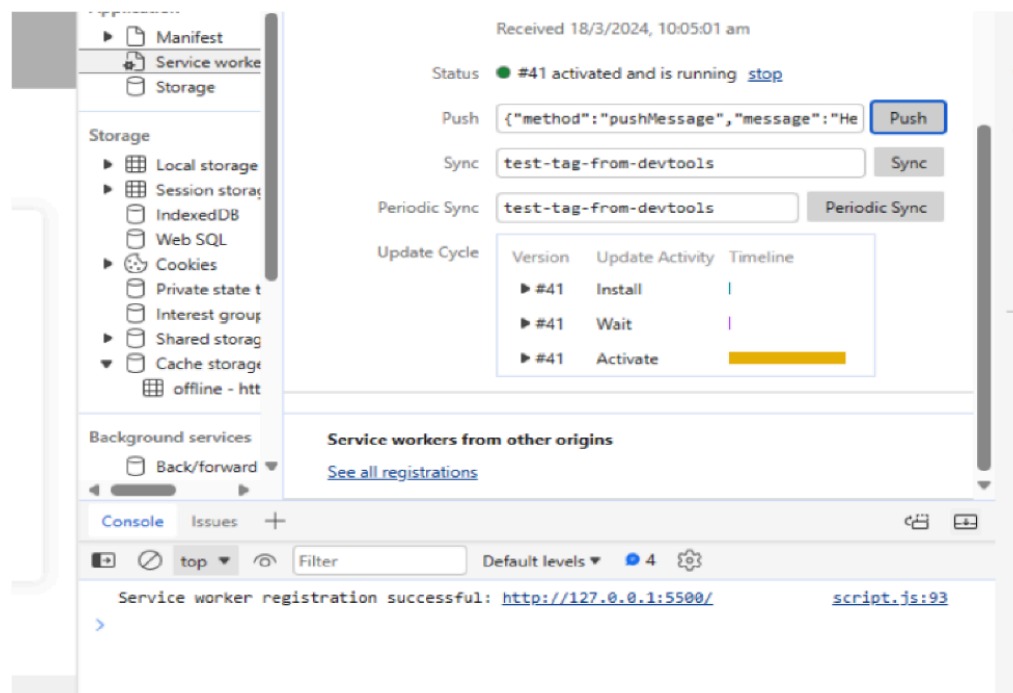 Manifest
Service worke
Storage
Storage
Local storage
Session storag
IndexedDB
Web SQL
Cookies
Private state t
Interest group
Shared storag
Cache storage
offline - htt
Background services
Back/forward
Received 18/3/2024, 10:05:01 am
Status #41 activated and is running stop
Push {"method":"pushMessage","message":"He Push
Sync test-tag-from-devtools Sync
Periodic Sync test-tag-from-devtools Periodic Sync
Update Cycle
Version Update Activity Timeline
#41 Install
#41 Wait
#41 Activate
Service workers from other origins
See all registrations
Console Issues
top Filter Default levels 4
Service worker registration successful: http://127.0.0.1:5500/ script.js:93